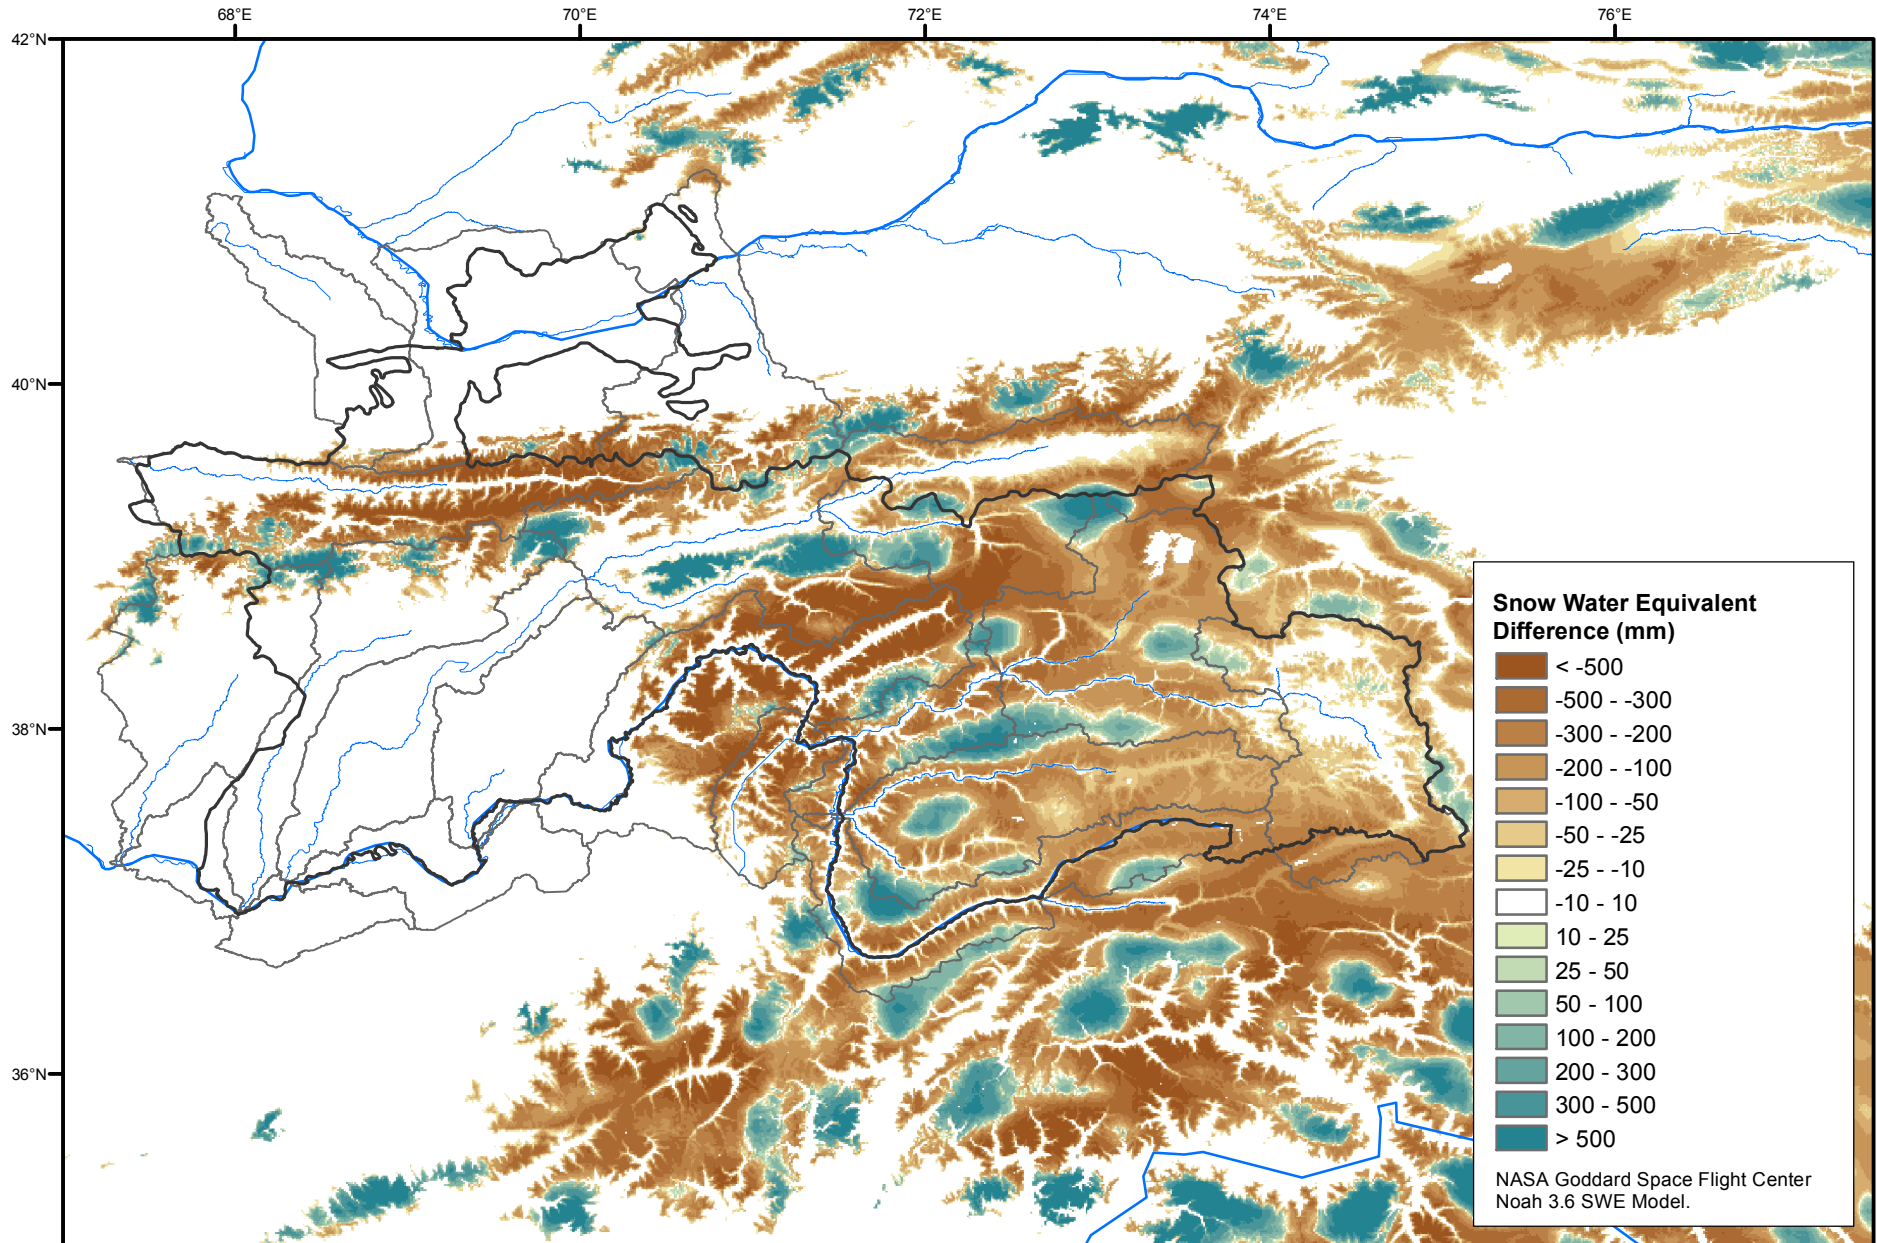 68°E
70°E
72°E
74°E
76°E
42°N
40°N
38°N
36°N
Snow Water Equivalent
Difference (mm)
< -500
-500 - -300
-300 - -200
-200 - -100
-100 - -50
-50 - -25
-25 - -10
-10 - 10
10 - 25
25 - 50
50 - 100
100 - 200
200 - 300
300 - 500
> 500
NASA Goddard Space Flight Center
Noah 3.6 SWE Model.